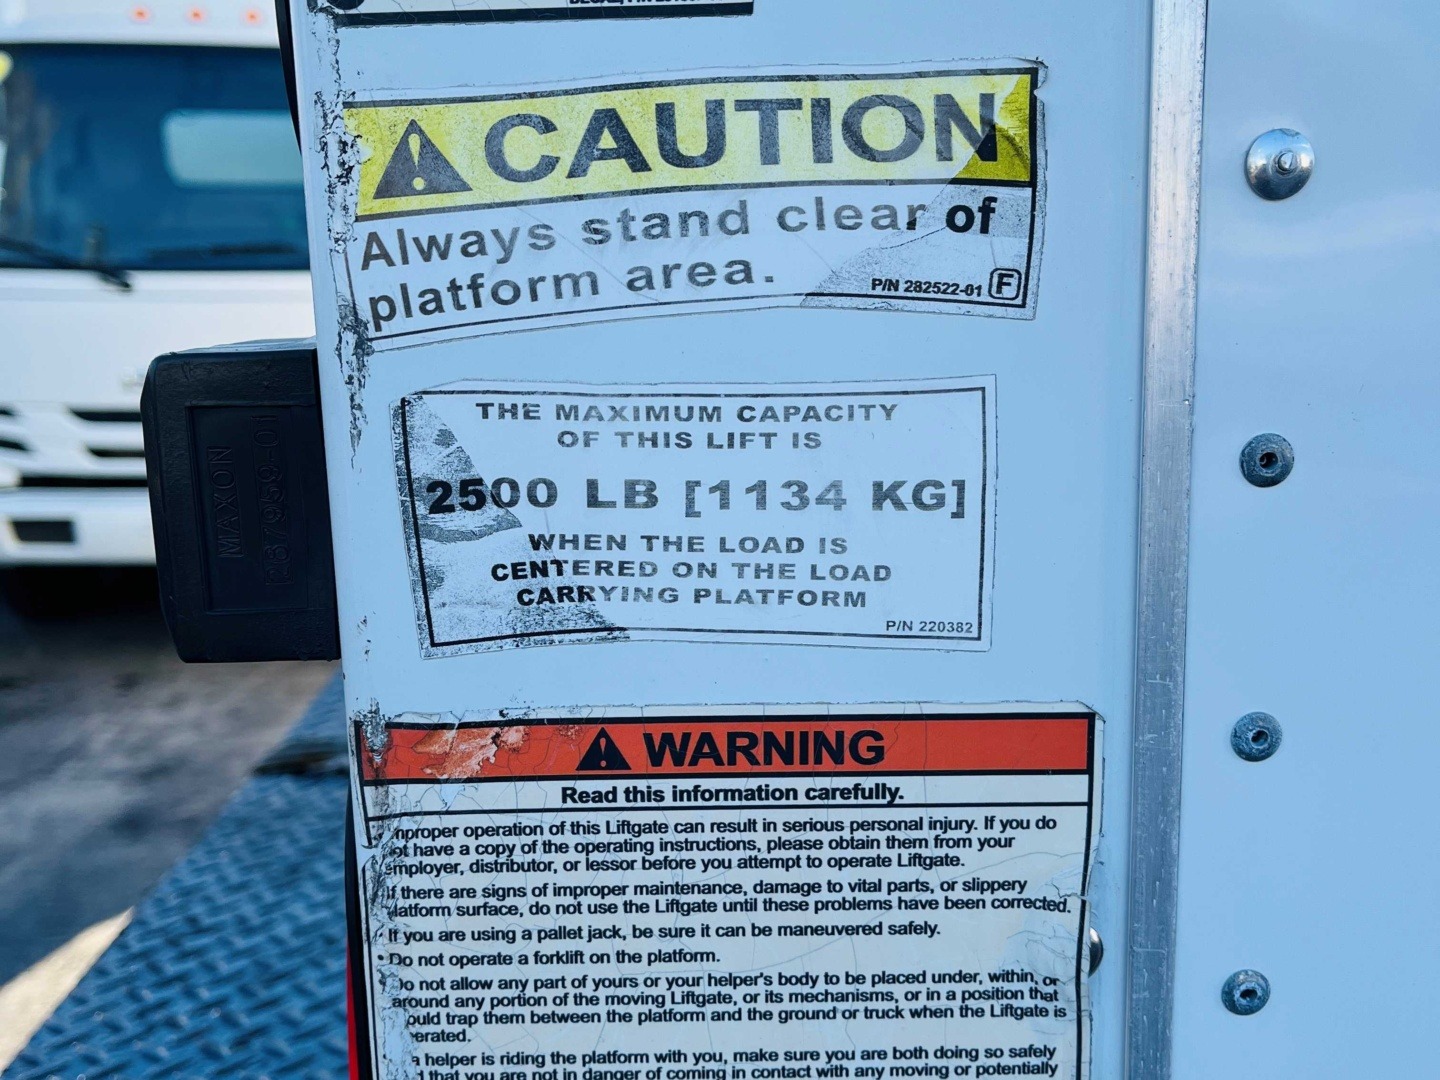 CAUTION
Always stand clear of
platform area.
P/N 282522-01 F
THE MAXIMUM CAPACITY
OF THIS LIFT IS
2500 LB [1134 KG]
WHEN THE LOAD IS
CENTERED ON THE LOAD
CARRYING PLATFORM
P/N 220382
MAXON
WARNING
Read this information carefully.
mproper operation of this Liftgate can result in serious personal injury. If you do
ot have a copy of the operating instructions, please obtain them from your
employer, distributor, or lessor before you attempt to operate Liftgate.
If there are signs of improper maintenance, damage to vital parts, or slippery
latform surface, do not use the Liftgate until these problems have been corrected.
• If you are using a pallet jack, be sure it can be maneuvered safely.
• Do not operate a forklift on the platform.
Do not allow any part of yours or your helper's body to be placed under, within, or
around any portion of the moving Liftgate, or its mechanisms, or in a position that
ould trap them between the platform and the ground or truck when the Liftgate is
erated.
a helper is riding the platform with you, make sure you are both doing so safely
d that you are not in danger of coming in contact with any moving or potentially